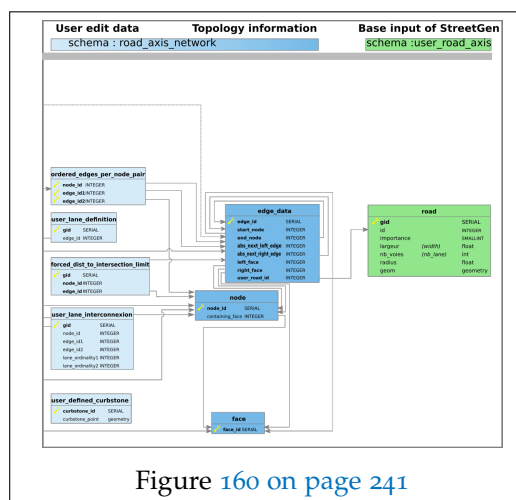 User edit data Topology information Base input of StreetGen
schema : road_axis_network schema :user_road_axis
ordered_edges_per_node_pair
node_id INTEGER
edge_id1 INTEGER
edge_id2 INTEGER
user_lane_definition
gid SERIAL
edge_id INTEGER
forced_dist_to_intersection_limit
gid SERIAL
node_id INTEGER
edge_id INTEGER
user_lane_interconnexion
gid SERIAL
node_id INTEGER
edge_id1 INTEGER
edge_id2 INTEGER
lane_ordinality1 INTEGER
lane_ordinality2 INTEGER
user_defined_curbstone
curbstone_id SERIAL
curbstone_point geometry
edge_data
edge_id SERIAL
start_node INTEGER
end_node INTEGER
abs_next_left_edge INTEGER
abs_next_right_edge INTEGER
left_face INTEGER
right_face INTEGER
user_road_id INTEGER
node
node_id SERIAL
containing_face INTEGER
face
face_id SERIAL
road
gid SERIAL
id INTEGER
importance SMALLINT
largeur (width) float
nb_voies (nb_lane) int
radius float
geom geometry
Figure 160 on page 241